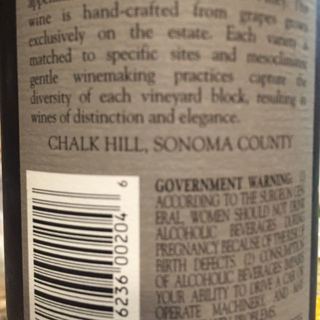 wine is hand-crafted from grapes grown
exclusively on the estate. Each variety is
matched to specific sites and mesoclimates
gentle winemaking practices capture the
diversity of each vineyard block, resulting in
wines of distinction and elegance.
CHALK HILL, SONOMA COUNTY
GOVERNMENT WARNING: (1)
ACCORDING TO THE SURGEON GEN-
ERAL, WOMEN SHOULD NOT DRINK
ALCOHOLIC BEVERAGES DURING
PREGNANCY BECAUSE OF THE RISK OF
BIRTH DEFECTS. (2) CONSUMPTION
OF ALCOHOLIC BEVERAGES IMPAIRS
YOUR ABILITY TO DRIVE A CAR OR
OPERATE MACHINERY, AND MAY
PROBLEMS.
6236 00204 6